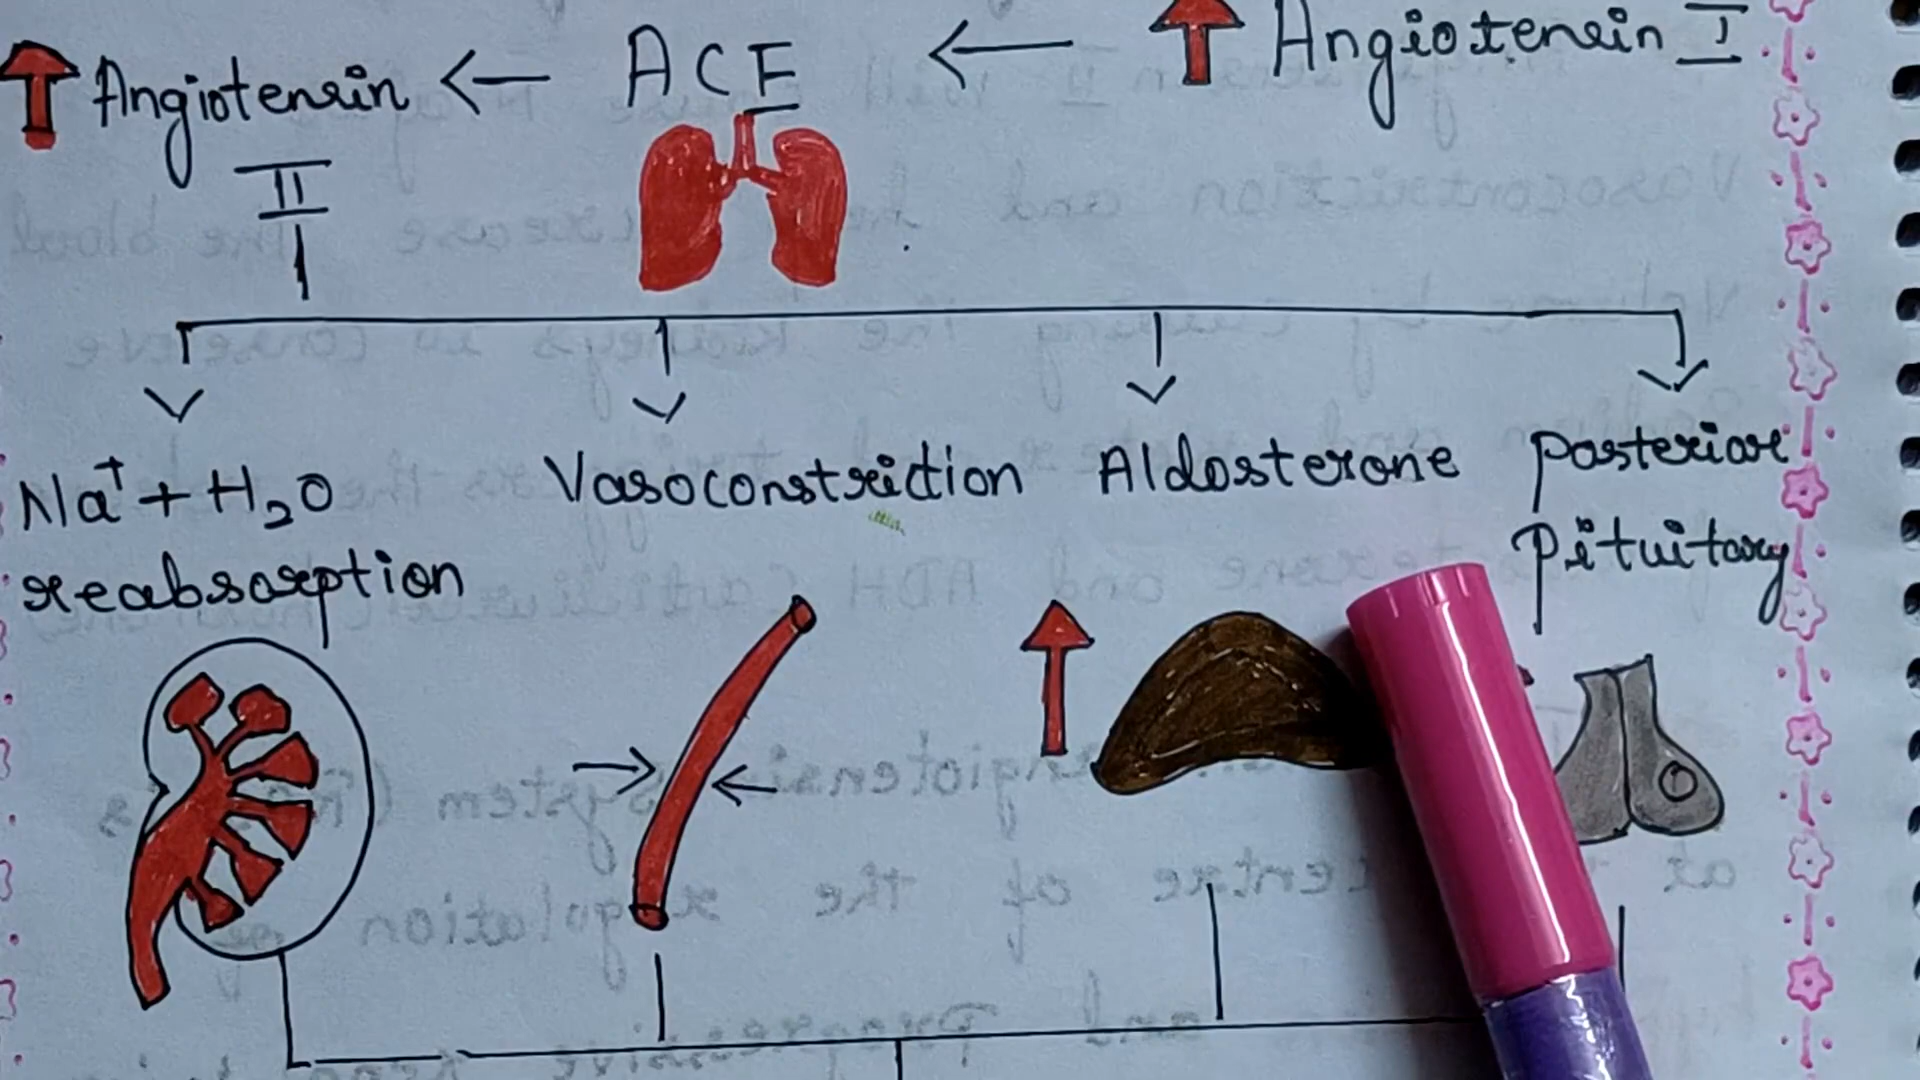 Angiotensin ← ACE ← Angiotensin I
II
Na⁺ + H₂O
reabsorption
Vasoconstriction
Aldosterone
Posterior
Pituitary